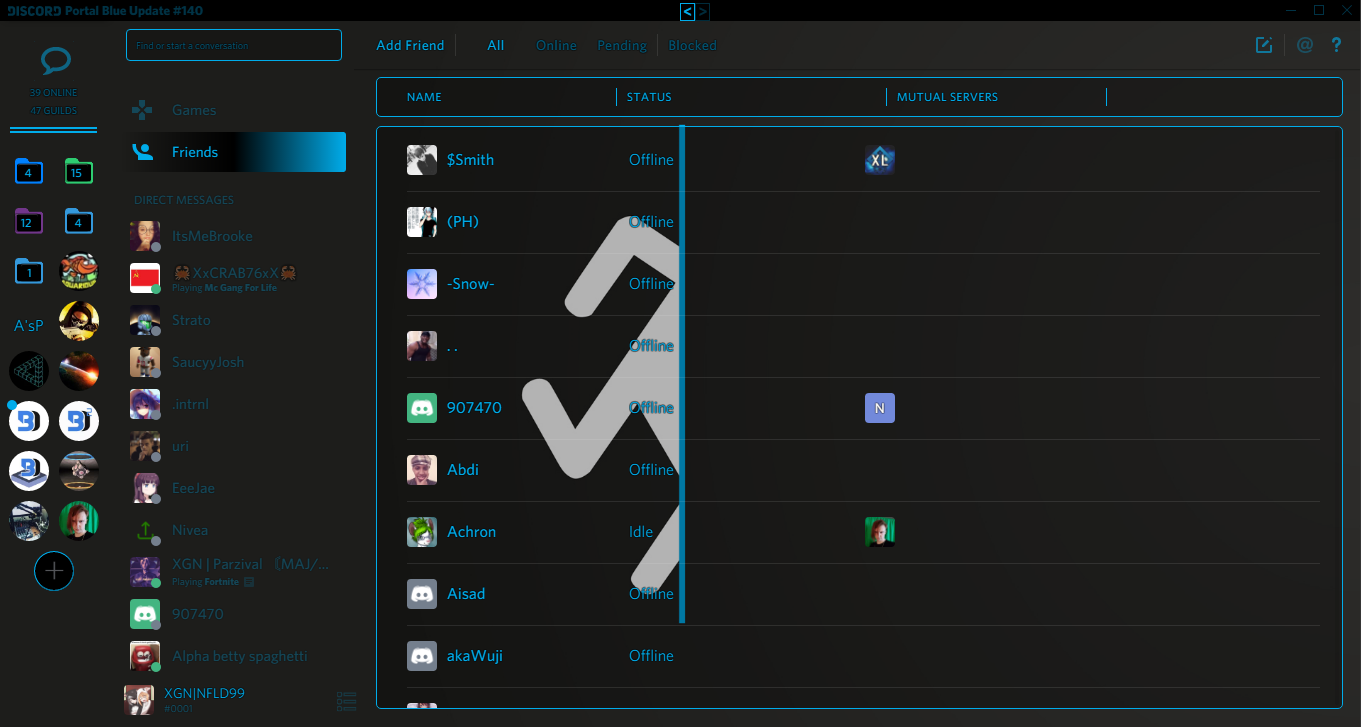 DISCORD Portal Blue Update #140
< >
39 ONLINE
47 GUILDS
4
15
12
4
1
A'sP
Find or start a conversation
Games
Friends
DIRECT MESSAGES
ItsMeBrooke
🦀XxCRAB76xX🦀
Playing Mc Gang For Life
Strato
SaucyyJosh
.intrnl
uri
EeeJae
Nivea
XGN | Parzival 〔MAJ/...
Playing Fortnite
907470
Alpha betty spaghetti
XGN|NFLD99
#0001
Add Friend All Online Pending Blocked
@ ?
NAME STATUS MUTUAL SERVERS
$Smith Offline XL
(PH) Offline
-Snow- Offline
. . Offline
907470 Offline N
Abdi Offline
Achron Idle
Aisad Offline
akaWuji Offline